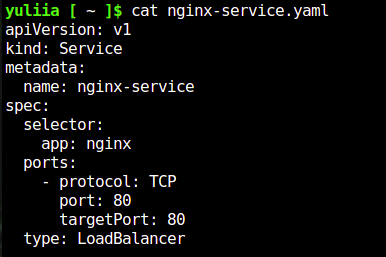 yuliia [ ~ ]$ cat nginx-service.yaml
apiVersion: v1
kind: Service
metadata:
  name: nginx-service
spec:
  selector:
    app: nginx
  ports:
    - protocol: TCP
      port: 80
      targetPort: 80
  type: LoadBalancer